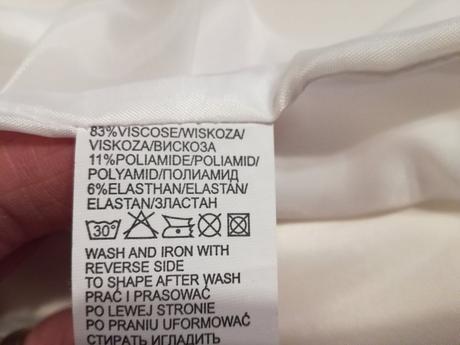 83%VISCOSE/WISKOZA/
VISKOZA/ВИСКОЗА
11%POLIAMIDE/POLIAMID/
POLYAMID/ПОЛИАМИД
6%ELASTHAN/ELASTAN/
ELASTAN/ЗЛАСТАН
30°
WASH AND IRON WITH
REVERSE SIDE
TO SHAPE AFTER WASH
PRAĆ I PRASOWAĆ
PO LEWEJ STRONIE
PO PRANIU UFORMOWAĆ
СТИРАТЬ ИГЛАДИТЬ